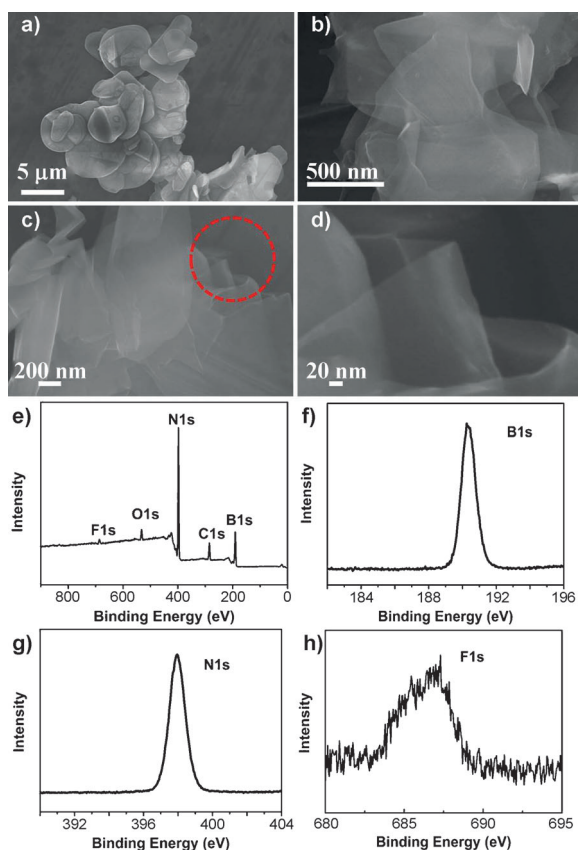 a)
5 μm
b)
500 nm
c)
200 nm
d)
20 nm
e)
N1s
F1s
O1s
C1s
B1s
Intensity
800 600 400 200 0
Binding Energy (eV)
f)
B1s
Intensity
184 188 192 196
Binding Energy (eV)
g)
N1s
Intensity
392 396 400 404
Binding Energy (eV)
h)
F1s
Intensity
680 685 690 695
Binding Energy (eV)